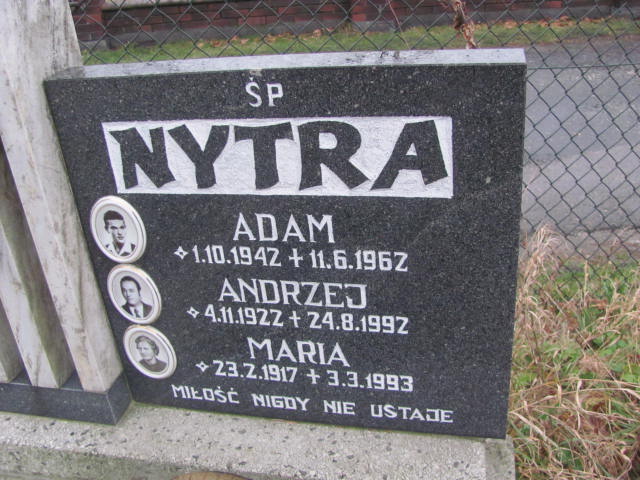 ŚP
NYTRA
ADAM
✧ 1.10.1942 + 11.6.1962
ANDRZEJ
✧ 4.11.1922 + 24.8.1992
MARIA
✧ 23.2.1917 + 3.3.1993
MIŁOŚĆ NIGDY NIE USTAJE